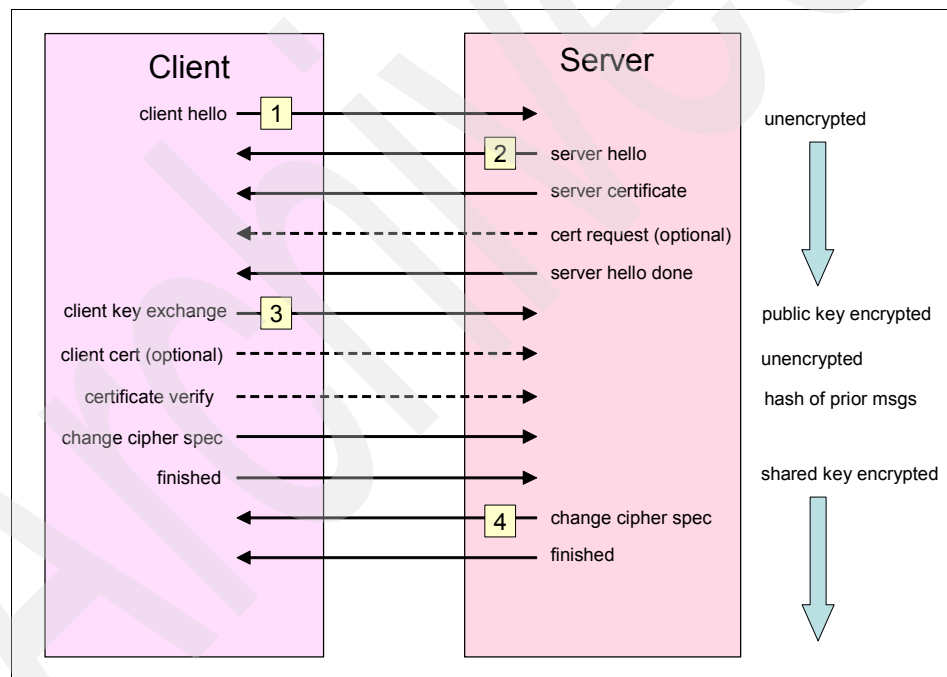 Client
Server
client hello
1
unencrypted
2
server hello
server certificate
cert request (optional)
server hello done
client key exchange
3
public key encrypted
client cert (optional)
unencrypted
certificate verify
hash of prior msgs
change cipher spec
finished
shared key encrypted
4
change cipher spec
finished
Archive